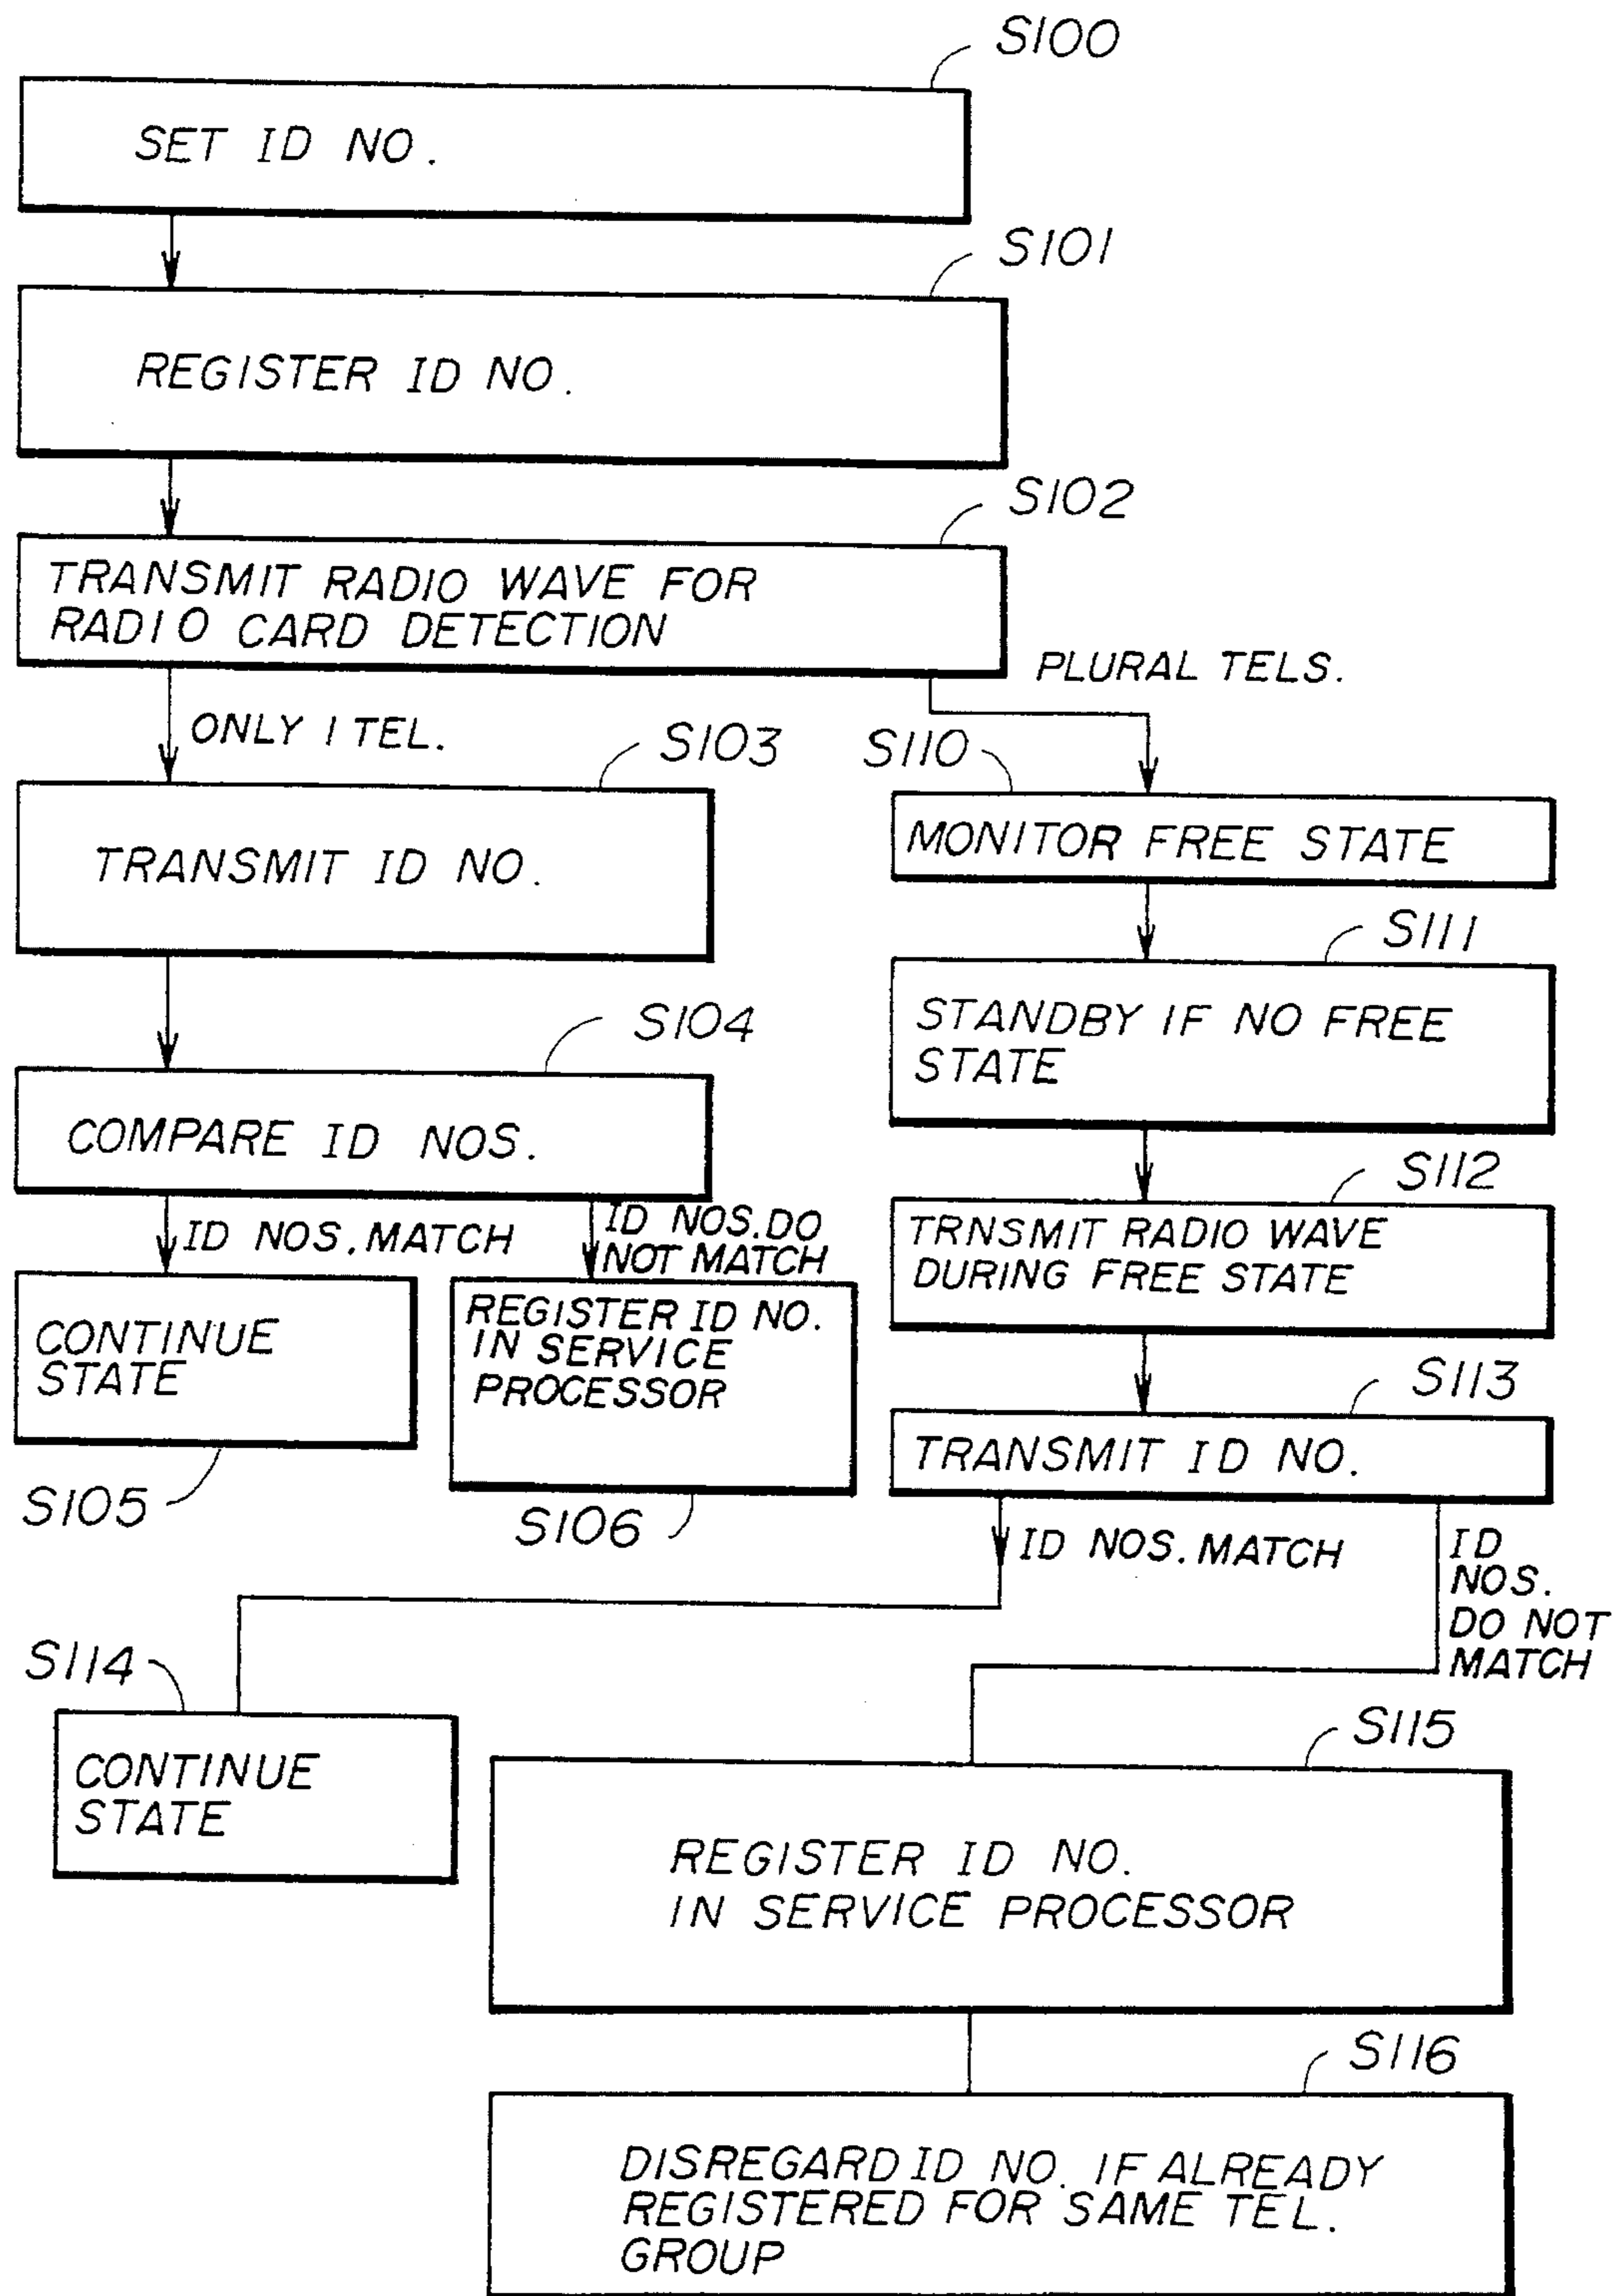 S100
SET ID NO.
S101
REGISTER ID NO.
S102
TRANSMIT RADIO WAVE FOR
RADIO CARD DETECTION
PLURAL TELS.
ONLY 1 TEL.
S103
TRANSMIT ID NO.
S104
COMPARE ID NOS.
ID NOS. MATCH
ID NOS. DO
NOT MATCH
CONTINUE
STATE
S105
REGISTER ID NO.
IN SERVICE
PROCESSOR
S106
S110
MONITOR FREE STATE
S111
STANDBY IF NO FREE
STATE
S112
TRNSMIT RADIO WAVE
DURING FREE STATE
S113
TRANSMIT ID NO.
ID NOS. MATCH
ID
NOS.
DO NOT
MATCH
S114
CONTINUE
STATE
S115
REGISTER ID NO.
IN SERVICE PROCESSOR
S116
DISREGARD ID NO. IF ALREADY
REGISTERED FOR SAME TEL.
GROUP